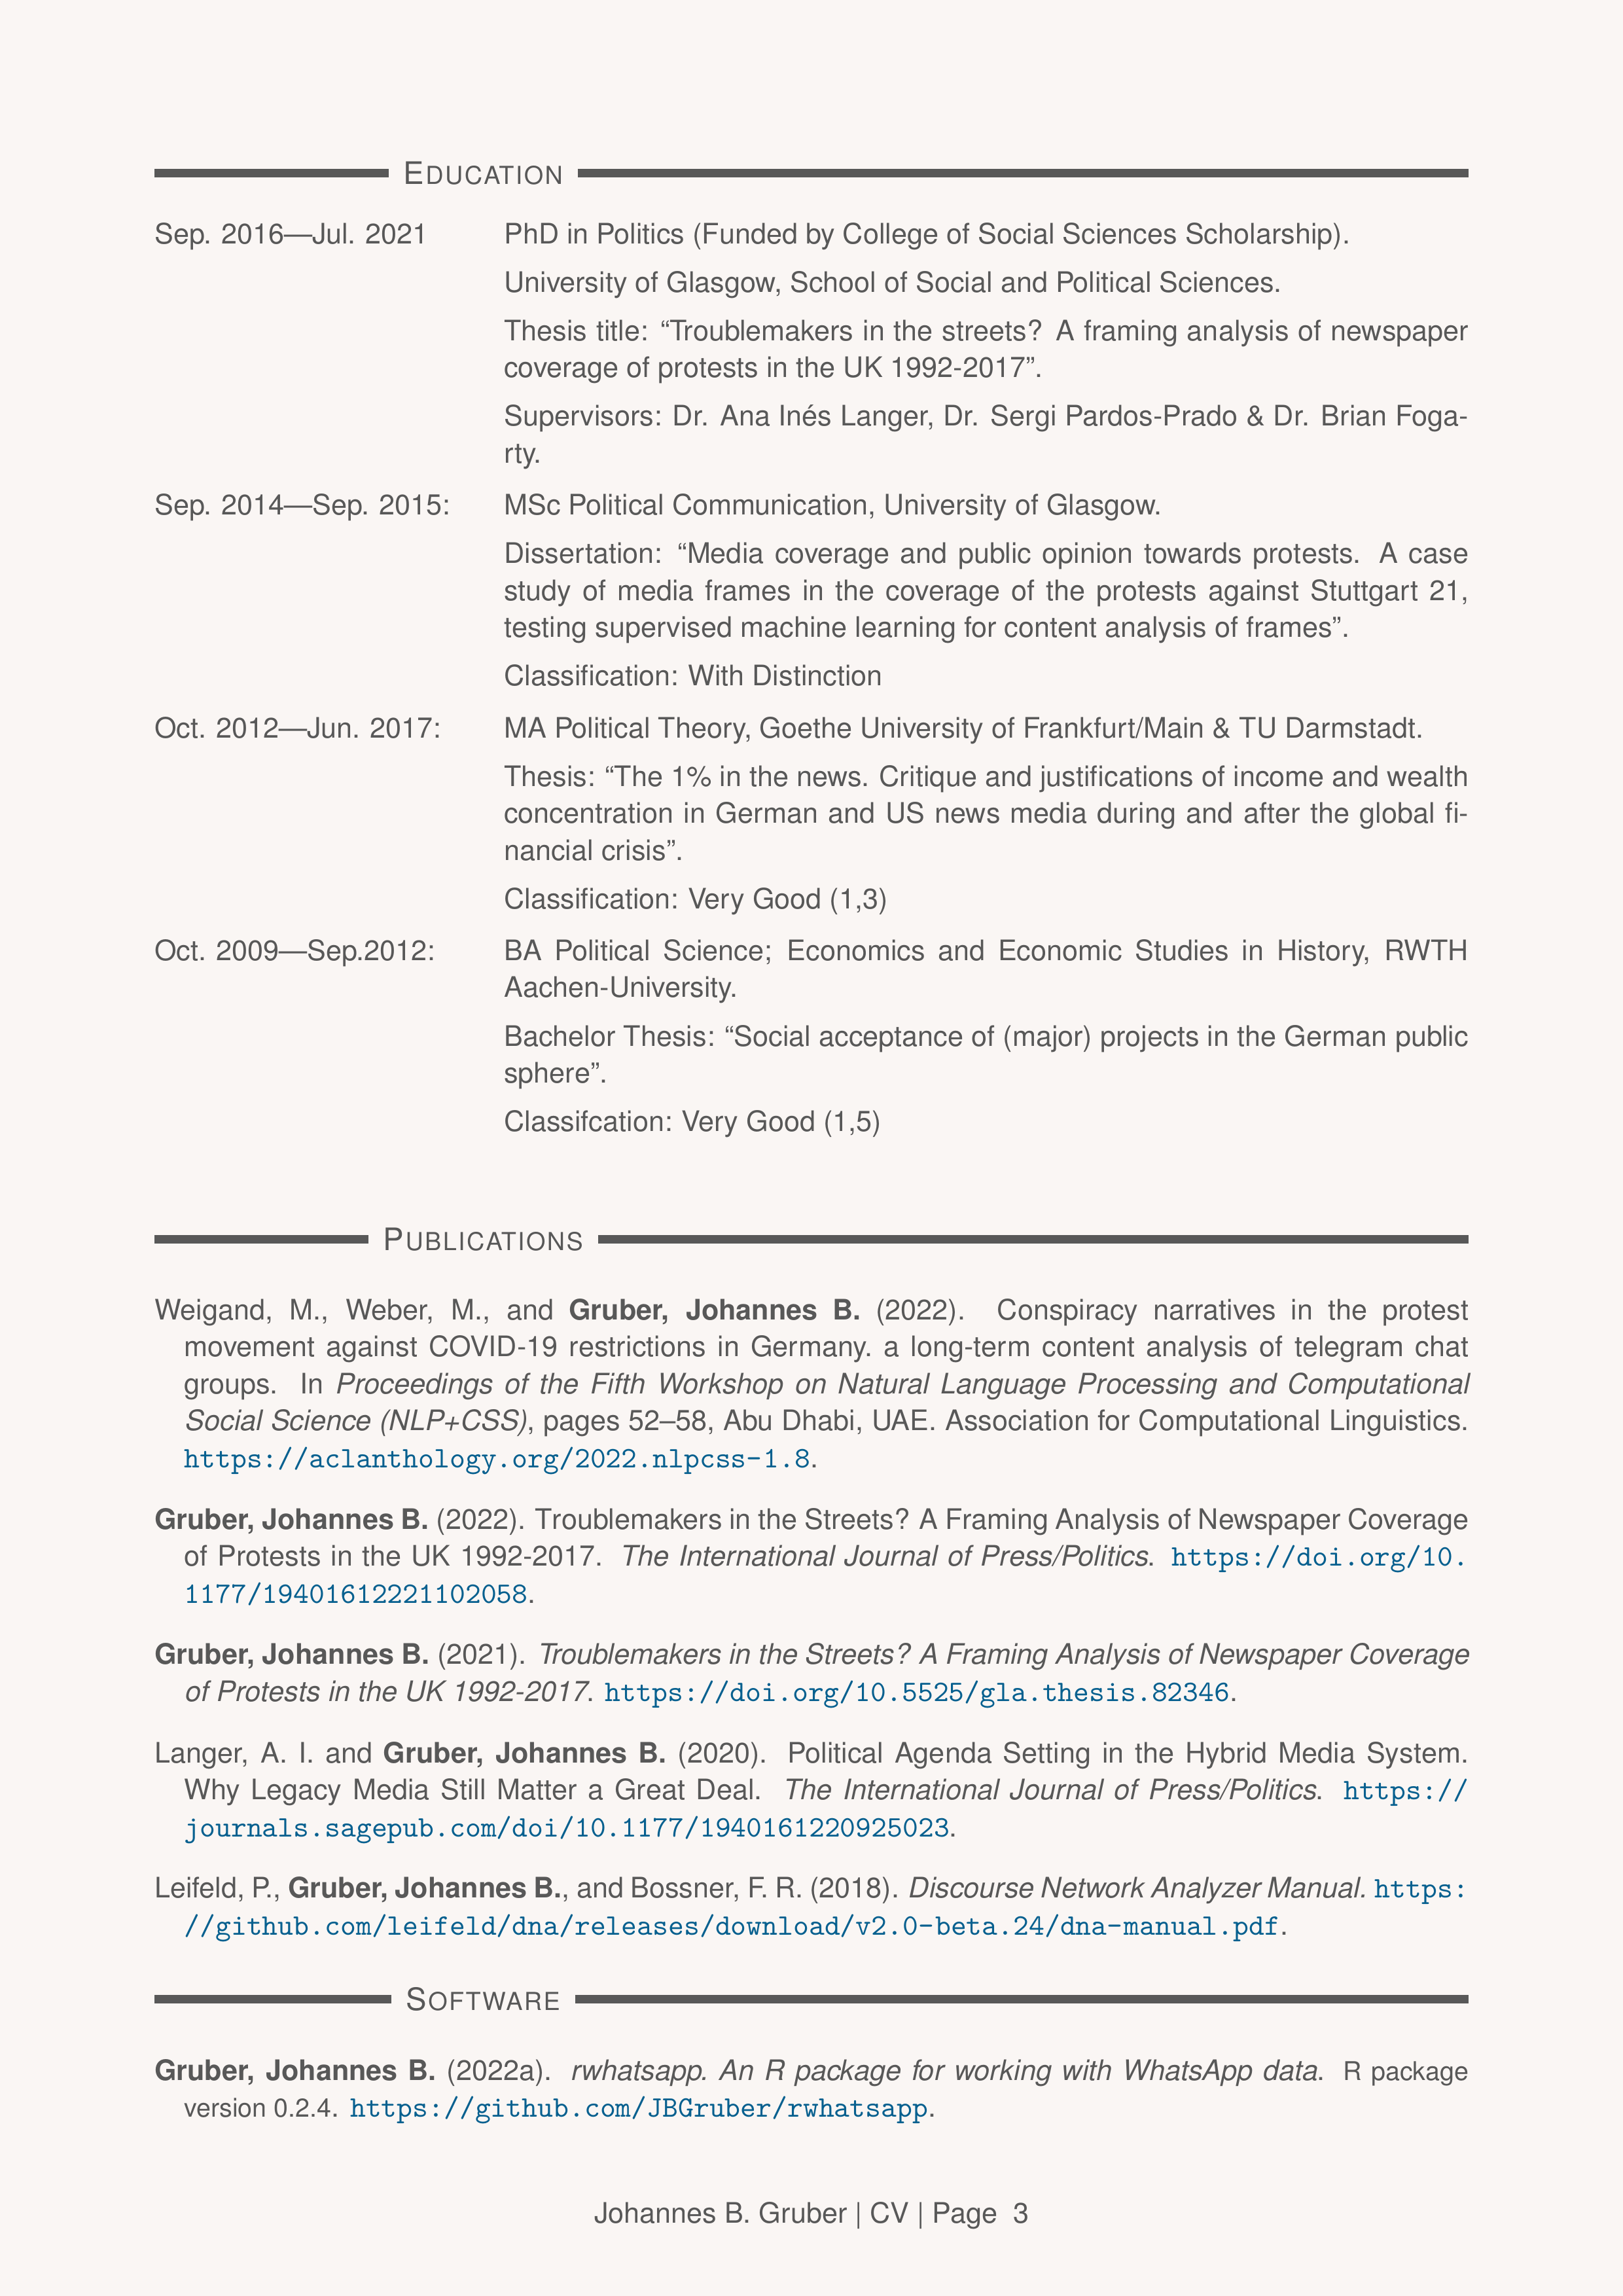 EDUCATION
Sep. 2016—Jul. 2021 PhD in Politics (Funded by College of Social Sciences Scholarship).
University of Glasgow, School of Social and Political Sciences.
Thesis title: “Troublemakers in the streets? A framing analysis of newspaper
coverage of protests in the UK 1992-2017”.
Supervisors: Dr. Ana Inés Langer, Dr. Sergi Pardos-Prado & Dr. Brian Foga-
rty.
Sep. 2014—Sep. 2015: MSc Political Communication, University of Glasgow.
Dissertation: “Media coverage and public opinion towards protests. A case
study of media frames in the coverage of the protests against Stuttgart 21,
testing supervised machine learning for content analysis of frames”.
Classification: With Distinction
Oct. 2012—Jun. 2017: MA Political Theory, Goethe University of Frankfurt/Main & TU Darmstadt.
Thesis: “The 1% in the news. Critique and justifications of income and wealth
concentration in German and US news media during and after the global fi-
nancial crisis”.
Classification: Very Good (1,3)
Oct. 2009—Sep.2012: BA Political Science; Economics and Economic Studies in History, RWTH
Aachen-University.
Bachelor Thesis: “Social acceptance of (major) projects in the German public
sphere”.
Classifcation: Very Good (1,5)
PUBLICATIONS
Weigand, M., Weber, M., and Gruber, Johannes B. (2022). Conspiracy narratives in the protest
movement against COVID-19 restrictions in Germany. a long-term content analysis of telegram chat
groups. In Proceedings of the Fifth Workshop on Natural Language Processing and Computational
Social Science (NLP+CSS), pages 52–58, Abu Dhabi, UAE. Association for Computational Linguistics.
https://aclanthology.org/2022.nlpcss-1.8.
Gruber, Johannes B. (2022). Troublemakers in the Streets? A Framing Analysis of Newspaper Coverage
of Protests in the UK 1992-2017. The International Journal of Press/Politics. https://doi.org/10.
1177/19401612221102058.
Gruber, Johannes B. (2021). Troublemakers in the Streets? A Framing Analysis of Newspaper Coverage
of Protests in the UK 1992-2017. https://doi.org/10.5525/gla.thesis.82346.
Langer, A. I. and Gruber, Johannes B. (2020). Political Agenda Setting in the Hybrid Media System.
Why Legacy Media Still Matter a Great Deal. The International Journal of Press/Politics. https://
journals.sagepub.com/doi/10.1177/1940161220925023.
Leifeld, P., Gruber, Johannes B., and Bossner, F. R. (2018). Discourse Network Analyzer Manual. https:
//github.com/leifeld/dna/releases/download/v2.0-beta.24/dna-manual.pdf.
SOFTWARE
Gruber, Johannes B. (2022a). rwhatsapp. An R package for working with WhatsApp data. R package
version 0.2.4. https://github.com/JBGruber/rwhatsapp.
Johannes B. Gruber | CV | Page 3